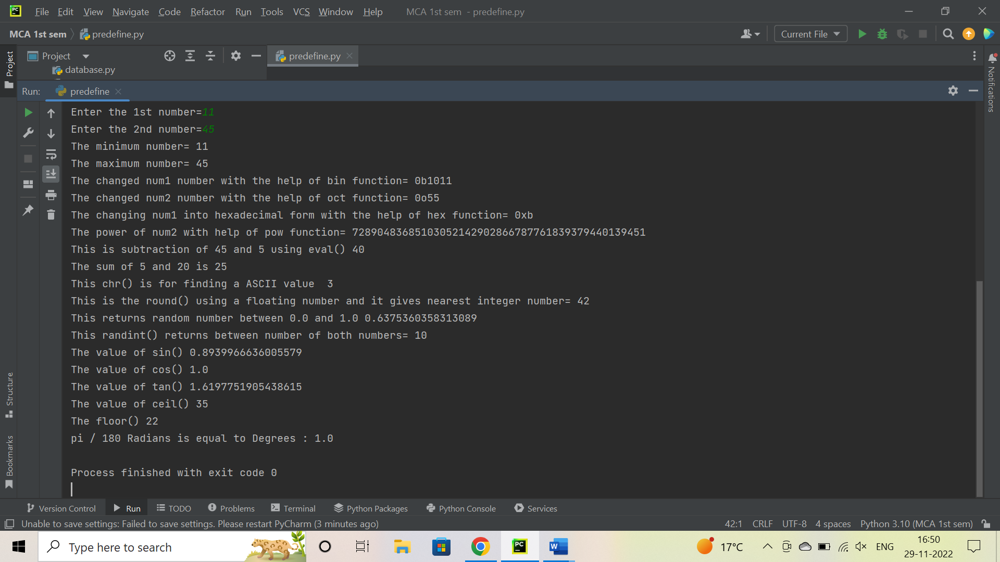 File Edit View Navigate Code Refactor Run Tools VCS Window Help MCA 1st sem - predefine.py
MCA 1st sem predefine.py Current File
Project predefine.py
database.py
Run: predefine
Enter the 1st number=11
Enter the 2nd number=45
The minimum number= 11
The maximum number= 45
The changed num1 number with the help of bin function= 0b1011
The changed num2 number with the help of oct function= 0o55
The changing num1 into hexadecimal form with the help of hex function= 0xb
The power of num2 with help of pow function= 72890483685103052142902866787761839379440139451
This is subtraction of 45 and 5 using eval() 40
The sum of 5 and 20 is 25
This chr() is for finding a ASCII value  3
This is the round() using a floating number and it gives nearest integer number= 42
This returns random number between 0.0 and 1.0 0.6375360358313089
This randint() returns between number of both numbers= 10
The value of sin() 0.8939966636005579
The value of cos() 1.0
The value of tan() 1.6197751905438615
The value of ceil() 35
The floor() 22
pi / 180 Radians is equal to Degrees : 1.0
Process finished with exit code 0
Project
Structure
Bookmarks
Notifications
Version Control Run TODO Problems Terminal Python Packages Python Console Services
Unable to save settings: Failed to save settings. Please restart PyCharm (3 minutes ago) 42:1 CRLF UTF-8 4 spaces Python 3.10 (MCA 1st sem)
Type here to search PC W 17°C ENG 16:50
29-11-2022